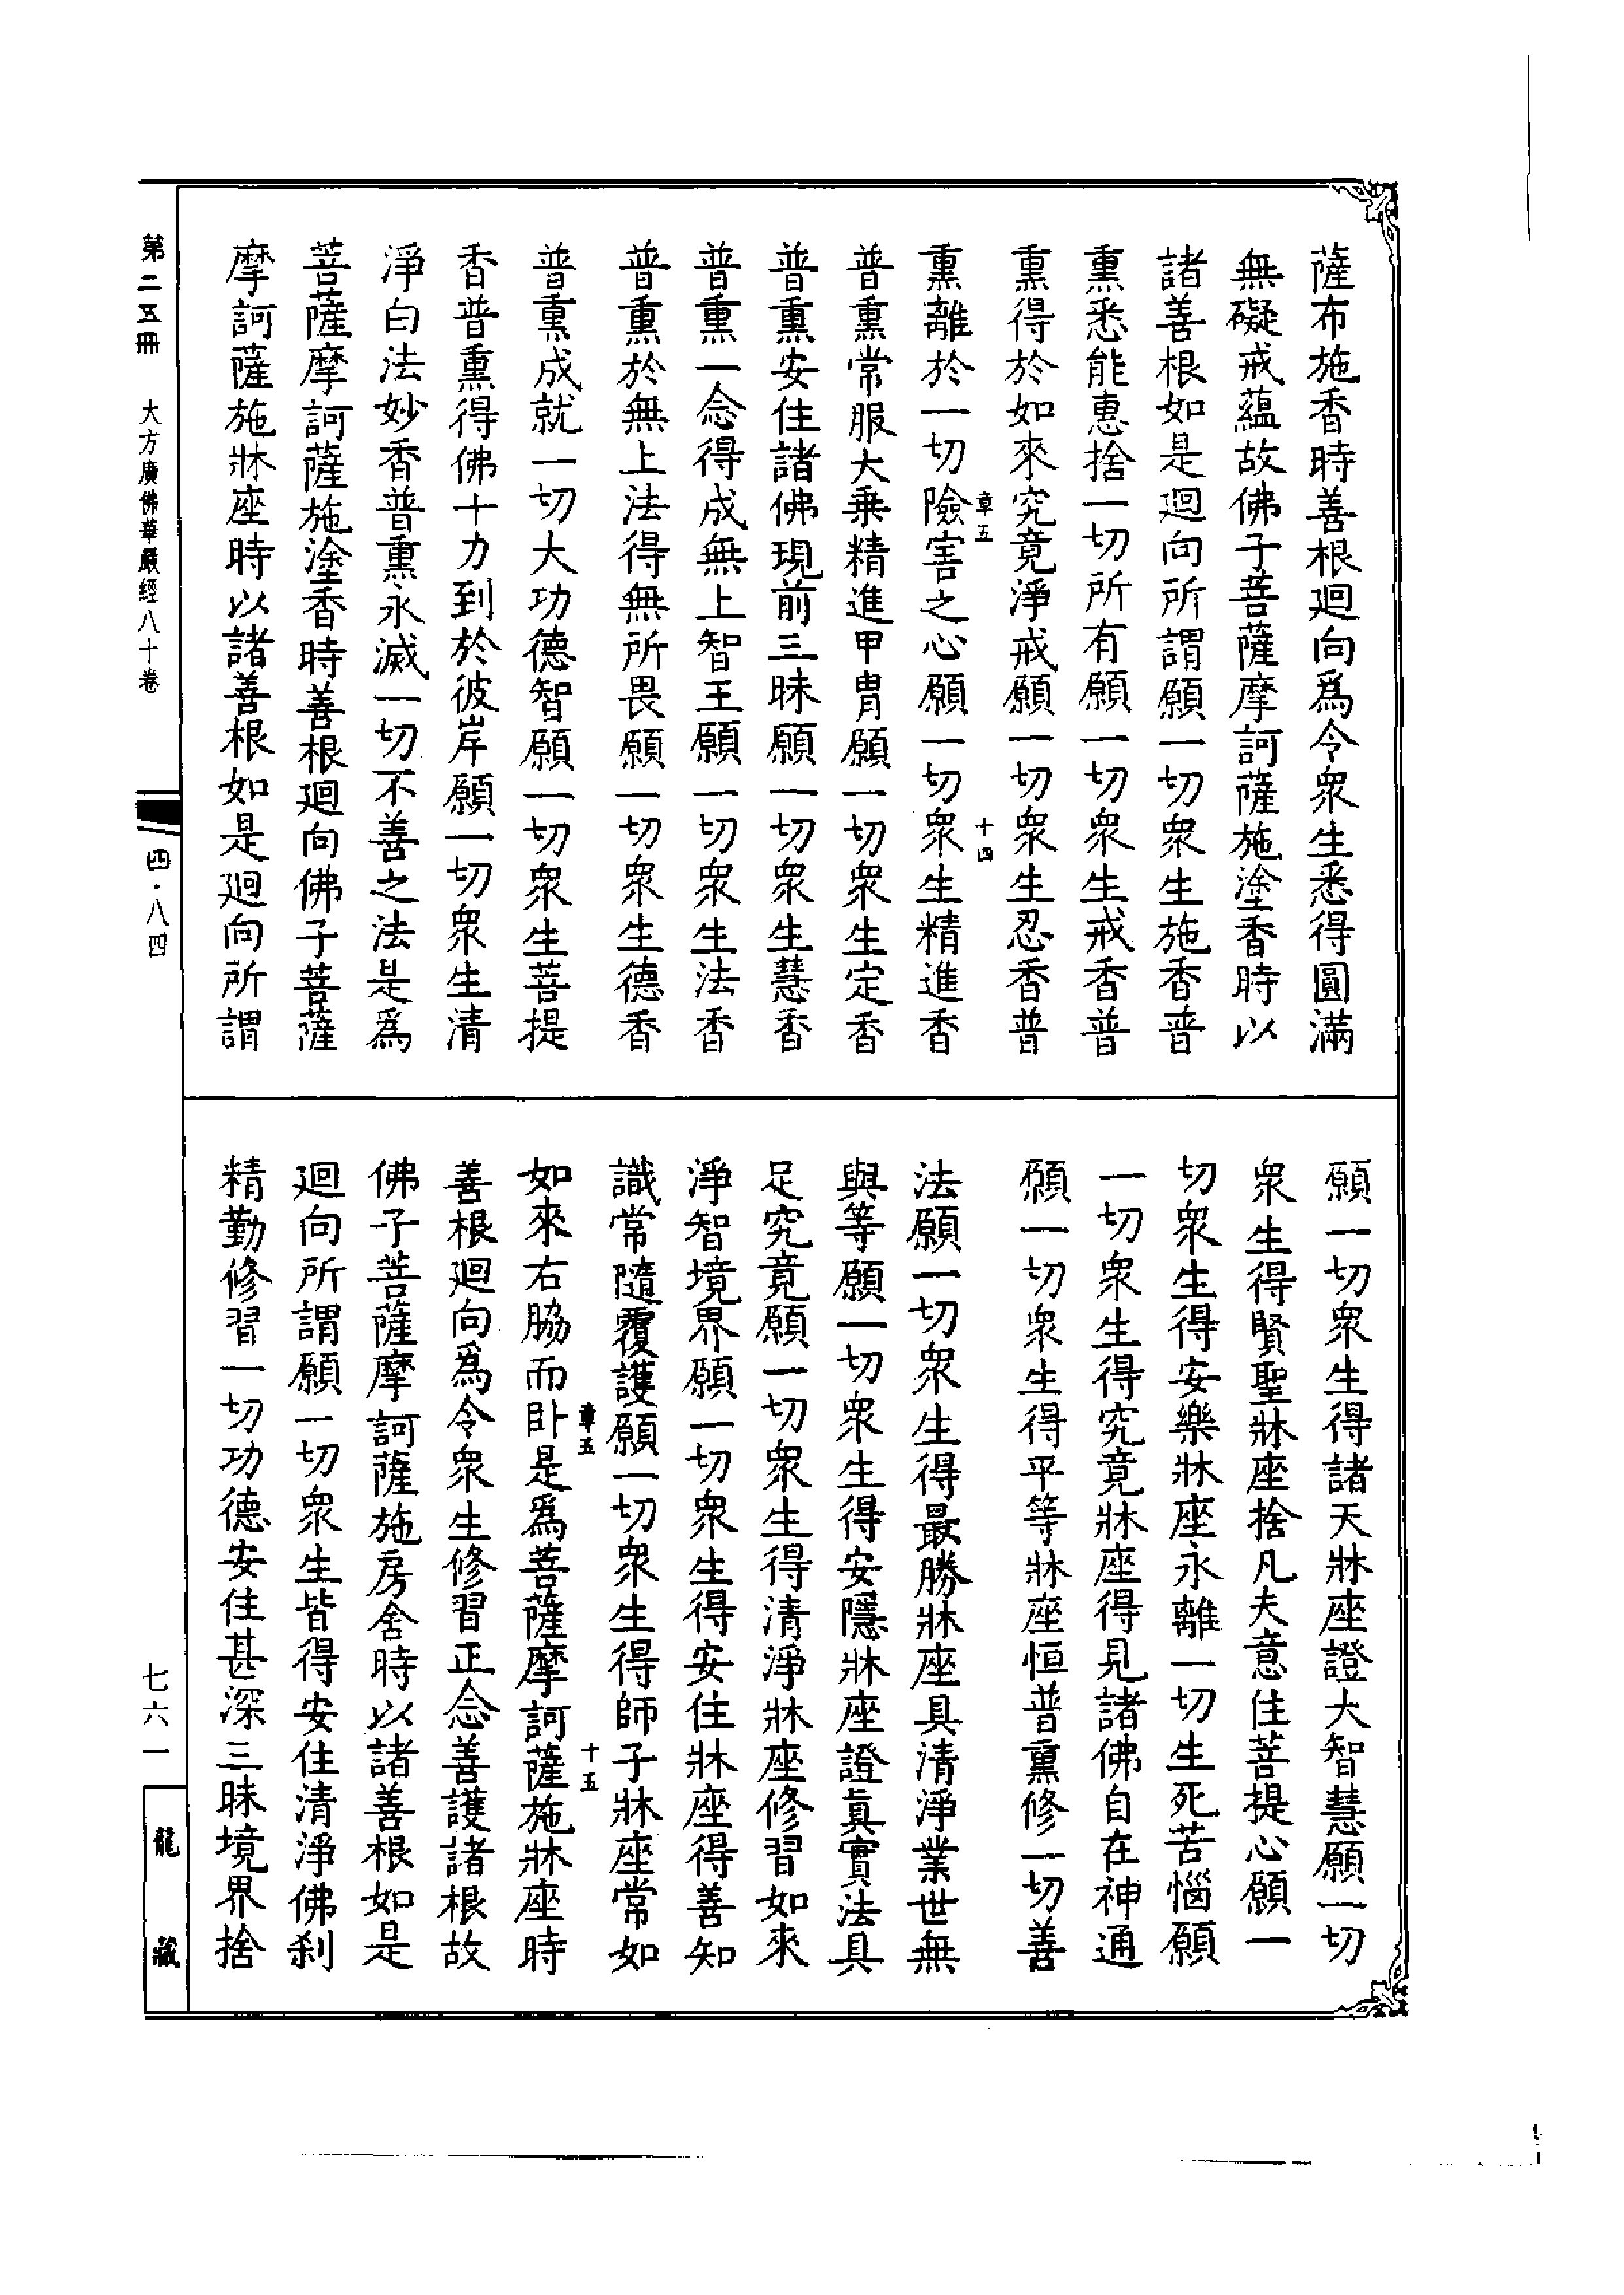 薩布施香時善根迴向爲令衆生悉得圓滿
無礙戒蘊故佛子菩薩摩訶薩施塗香時以
諸善根如是迴向所謂願一切衆生施香普
熏悉能惠捨一切所有願一切衆生戒香普
熏得於如來究竟淨戒願一切衆生忍香普
熏離於一切險害之心願一切衆生精進香
章五
十四
普熏常服大乗精進甲冑願一切衆生定香
普熏安住諸佛現前三昧願一切衆生慧香
普熏一念得成無上智王願一切衆生法香
普熏於無上法得無所畏願一切衆生德香
普熏成就一切大功德智願一切衆生菩提
香普熏得佛十力到於彼岸願一切衆生清
淨白法妙香普熏永滅一切不善之法是爲
菩薩摩訶薩施塗香時善根迴向佛子菩薩
摩訶薩施牀座時以諸善根如是迴向所謂
願一切衆生得諸天牀座證大智慧願一切
衆生得賢聖牀座捨凡夫意住菩提心願一
切衆生得安樂牀座永離一切生死苦惱願
一切衆生得究竟牀座得見諸佛自在神通
願一切衆生得平等牀座恒普熏修一切善
法願一切衆生得最勝牀座具清淨業世無
與等願一切衆生得安隱牀座證眞實法具
足究竟願一切衆生得清淨牀座修習如來
淨智境界願一切衆生得安住牀座得善知
識常隨覆護願一切衆生得師子牀座常如
如來右脇而卧是爲菩薩摩訶薩施牀座時
章五
十五
善根迴向爲令衆生修習正念善護諸根故
佛子菩薩摩訶薩施房舍時以諸善根如是
迴向所謂願一切衆生皆得安住清淨佛刹
精勤修習一切功德安住甚深三昧境界捨
第二五冊 大方廣佛華嚴經八十卷
四·八四
七六一
龍藏